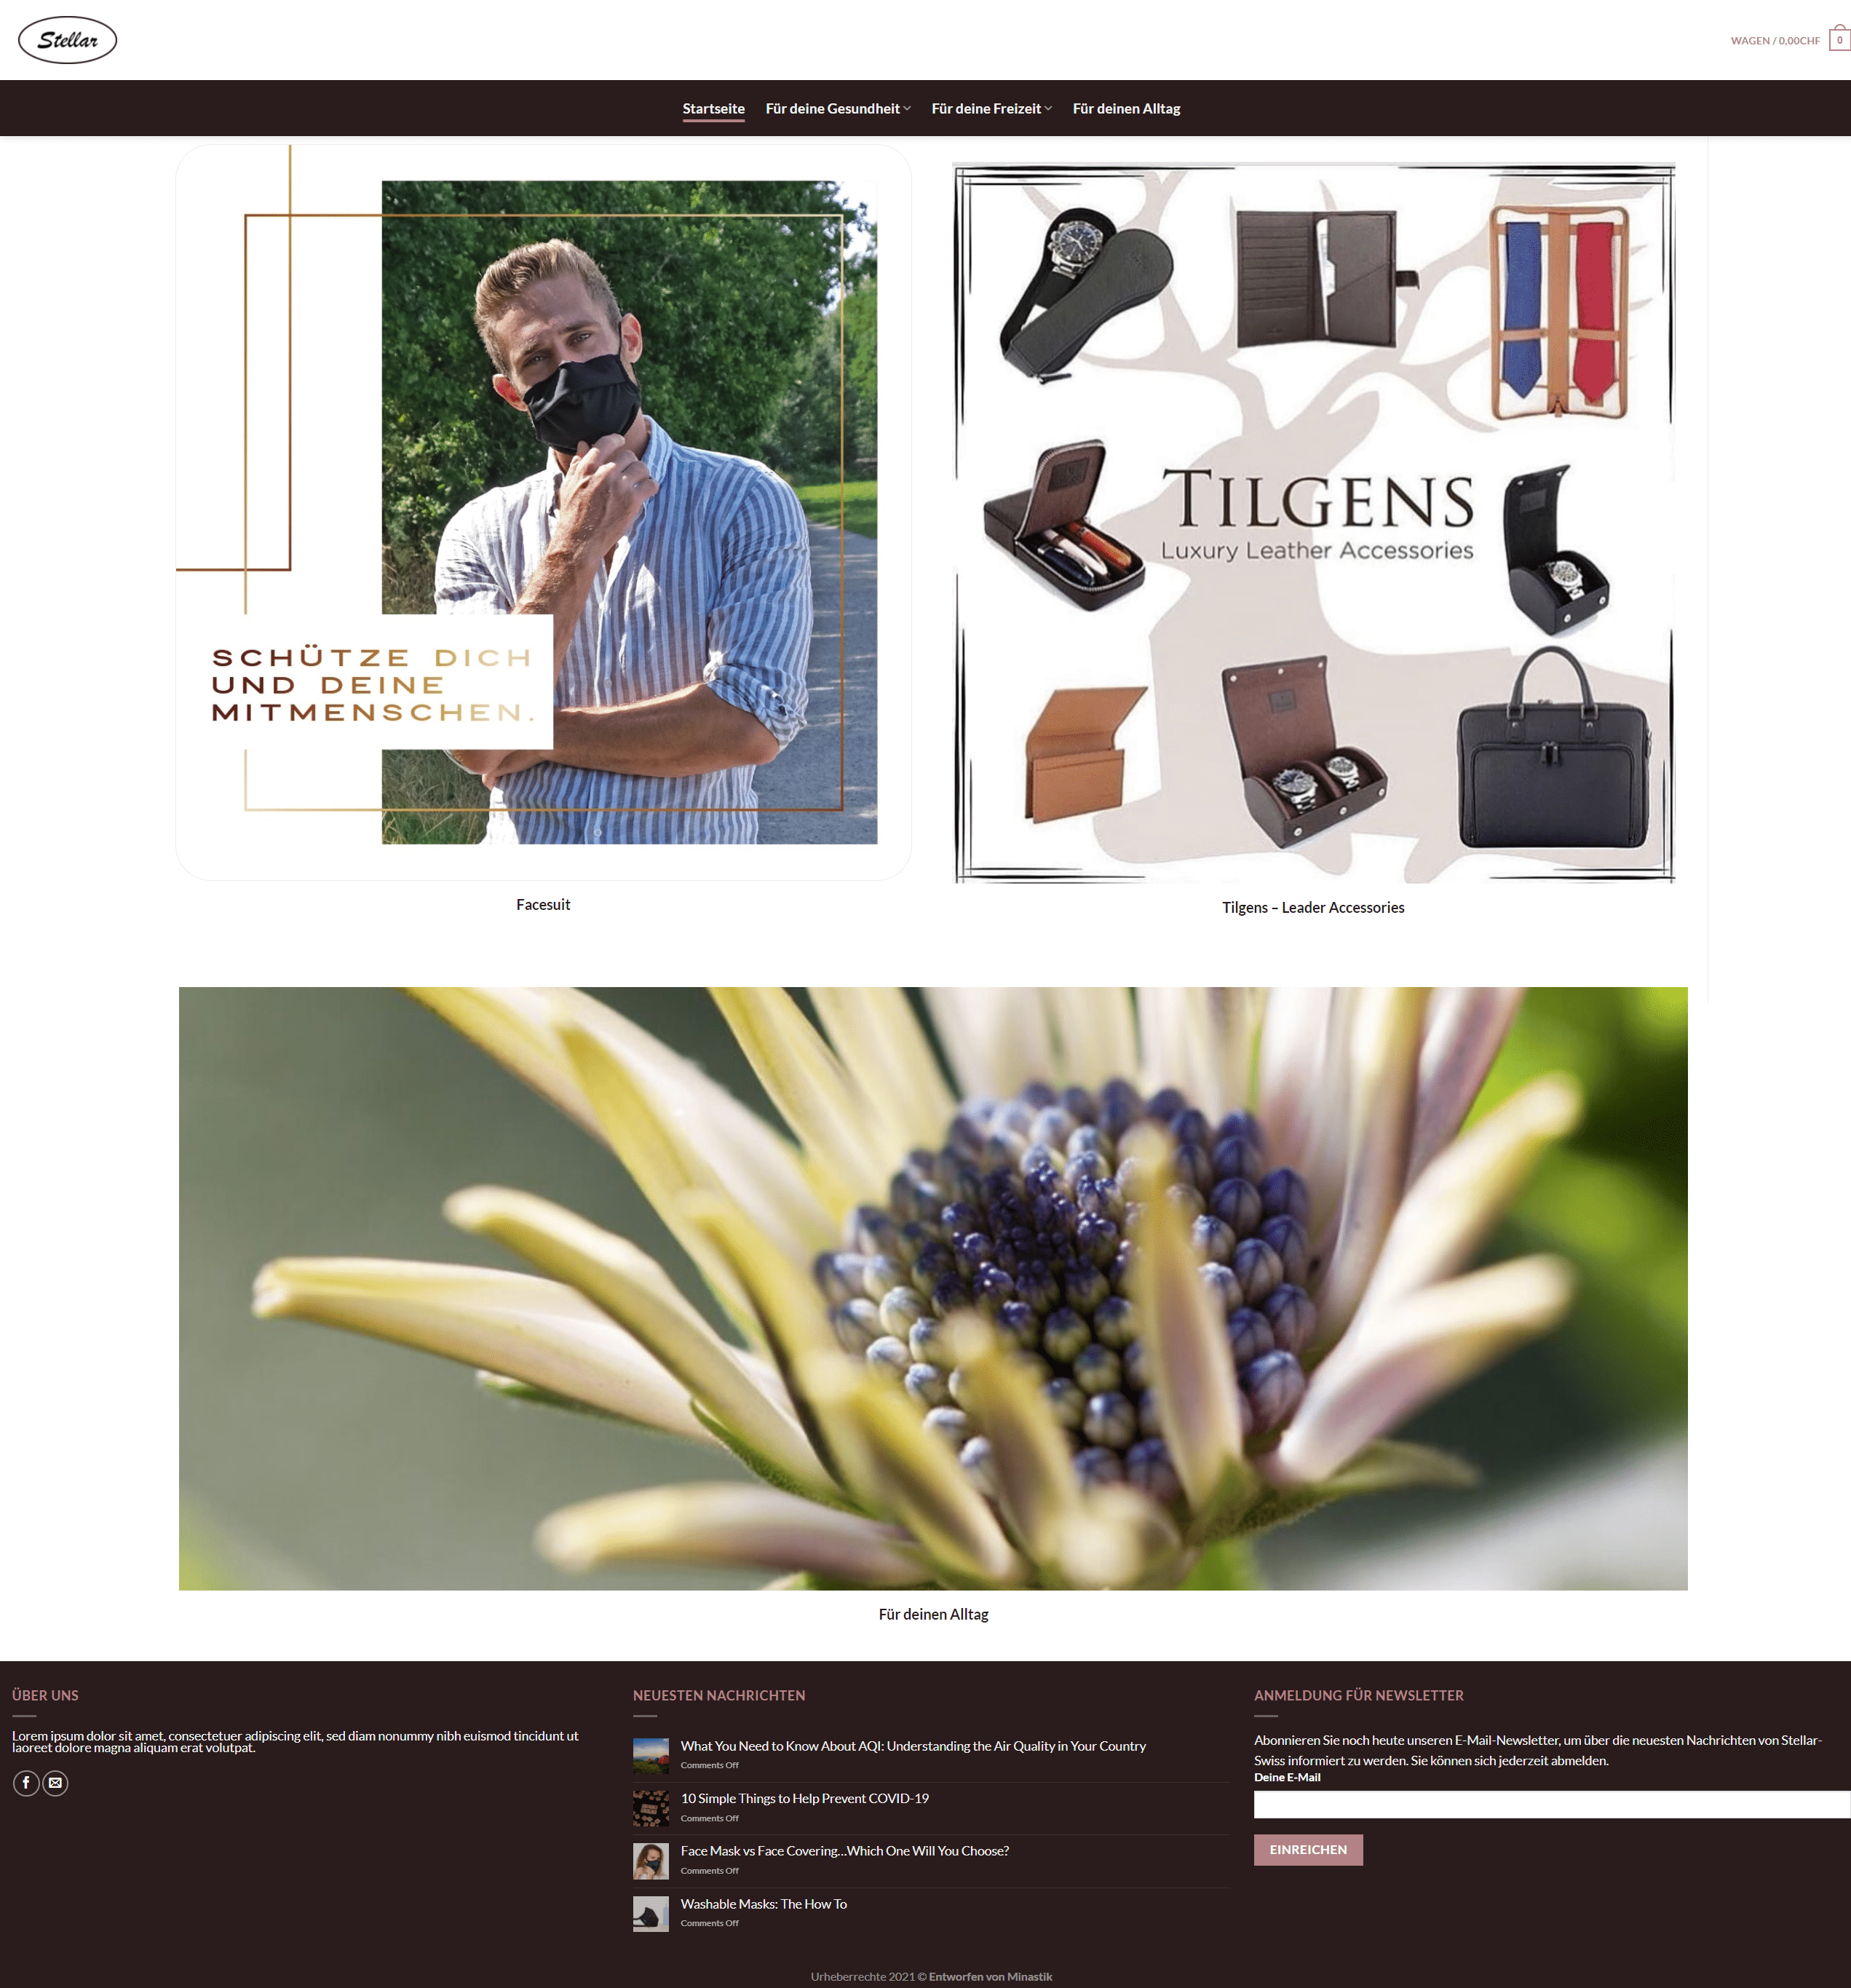 Stellar
WAGEN / 0,00CHF
0
Startseite
Für deine Gesundheit
Für deine Freizeit
Für deinen Alltag
SCHÜTZE DICH
UND DEINE
MITMENSCHEN.
Facesuit
TILGENS
Luxury Leather Accessories
Tilgens – Leader Accessories
Für deinen Alltag
ÜBER UNS
Lorem ipsum dolor sit amet, consectetuer adipiscing elit, sed diam nonummy nibh euismod tincidunt ut
laoreet dolore magna aliquam erat volutpat.
NEUESTEN NACHRICHTEN
What You Need to Know About AQI: Understanding the Air Quality in Your Country
Comments Off
10 Simple Things to Help Prevent COVID-19
Comments Off
Face Mask vs Face Covering...Which One Will You Choose?
Comments Off
Washable Masks: The How To
Comments Off
ANMELDUNG FÜR NEWSLETTER
Abonnieren Sie noch heute unseren E-Mail-Newsletter, um über die neuesten Nachrichten von Stellar-
Swiss informiert zu werden. Sie können sich jederzeit abmelden.
Deine E-Mail
EINREICHEN
Urheberrechte 2021 © Entworfen von Minastik